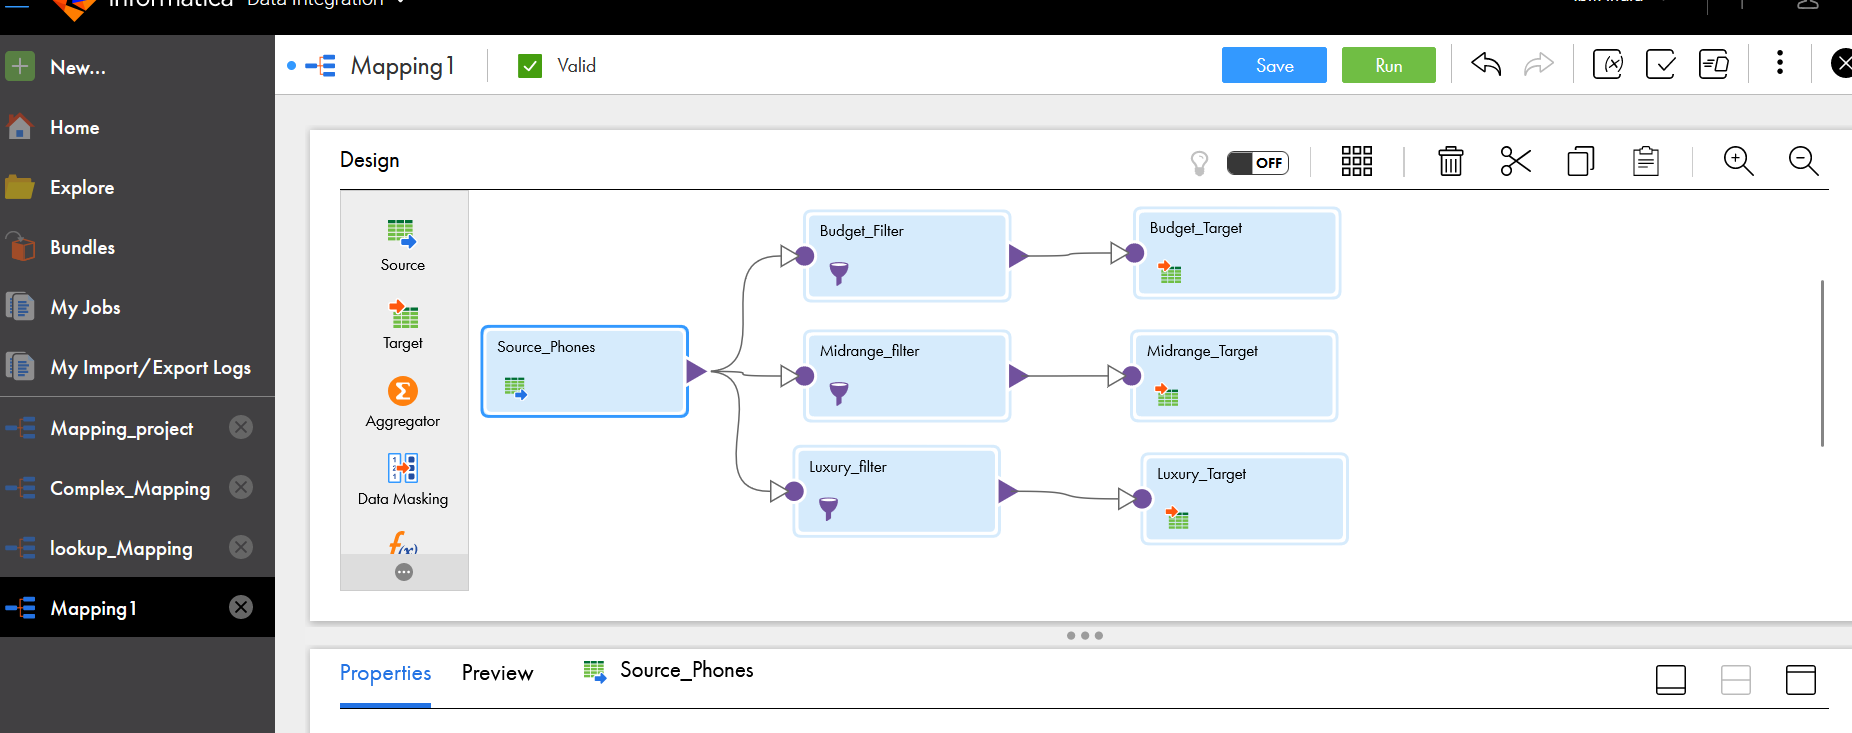 Informatica Data Integration
New...
Home
Explore
Bundles
My Jobs
My Import/Export Logs
Mapping_project
Complex_Mapping
lookup_Mapping
Mapping1
Mapping1
Valid
Save
Run
Design
OFF
Source
Target
Aggregator
Data Masking
Source_Phones
Budget_Filter
Budget_Target
Midrange_filter
Midrange_Target
Luxury_filter
Luxury_Target
Properties
Preview
Source_Phones